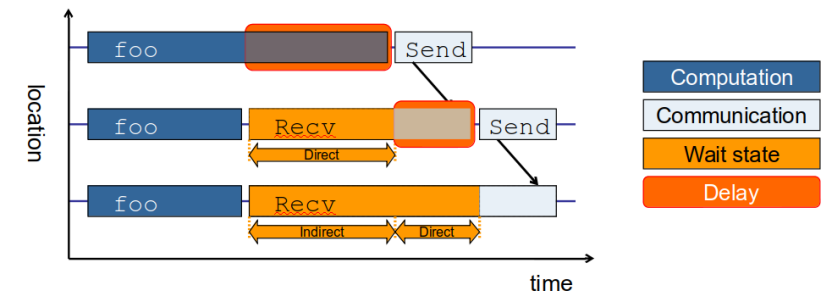 foo
Send
foo
Recv
Send
Direct
foo
Recv
Indirect
Direct
location
time
Computation
Communication
Wait state
Delay